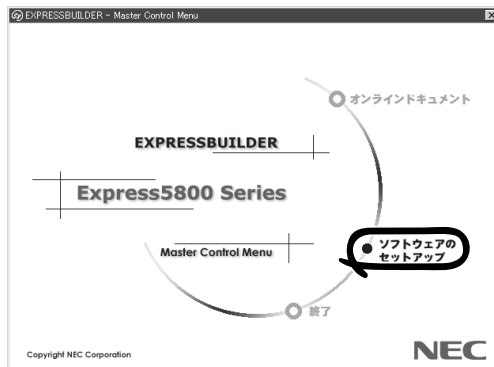 EXPRESSBUILDER - Master Control Menu
オンラインドキュメント
EXPRESSBUILDER
Express5800 Series
Master Control Menu
ソフトウェアの
セットアップ
終了
Copyright NEC Corporation
NEC